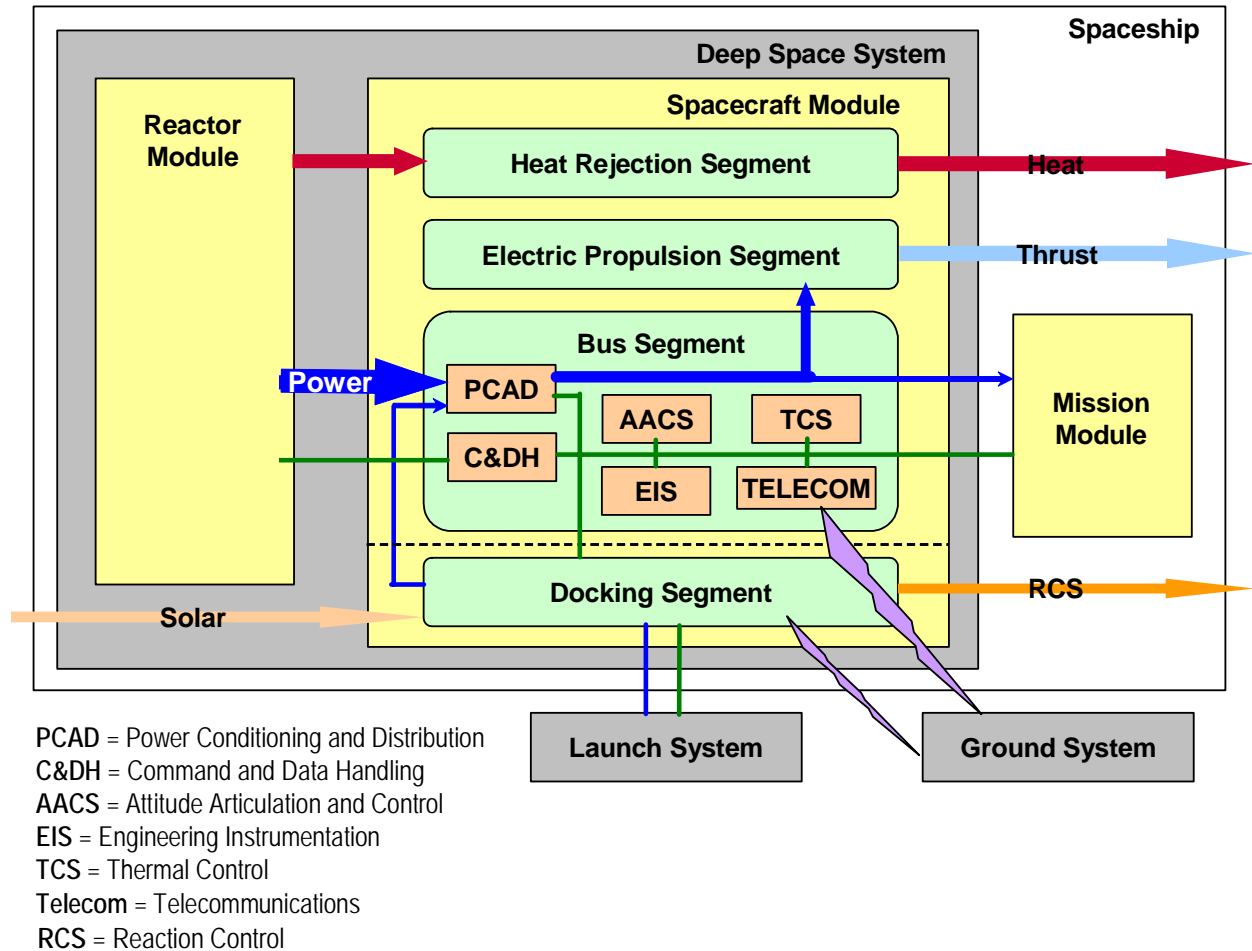 Spaceship
Deep Space System
Spacecraft Module
Reactor
Module
Heat Rejection Segment
Heat
Electric Propulsion Segment
Thrust
Bus Segment
Power
PCAD
AACS
TCS
Mission
Module
C&DH
EIS
TELECOM
Docking Segment
RCS
Solar
Launch System
Ground System
PCAD = Power Conditioning and Distribution
C&DH = Command and Data Handling
AACS = Attitude Articulation and Control
EIS = Engineering Instrumentation
TCS = Thermal Control
Telecom = Telecommunications
RCS = Reaction Control